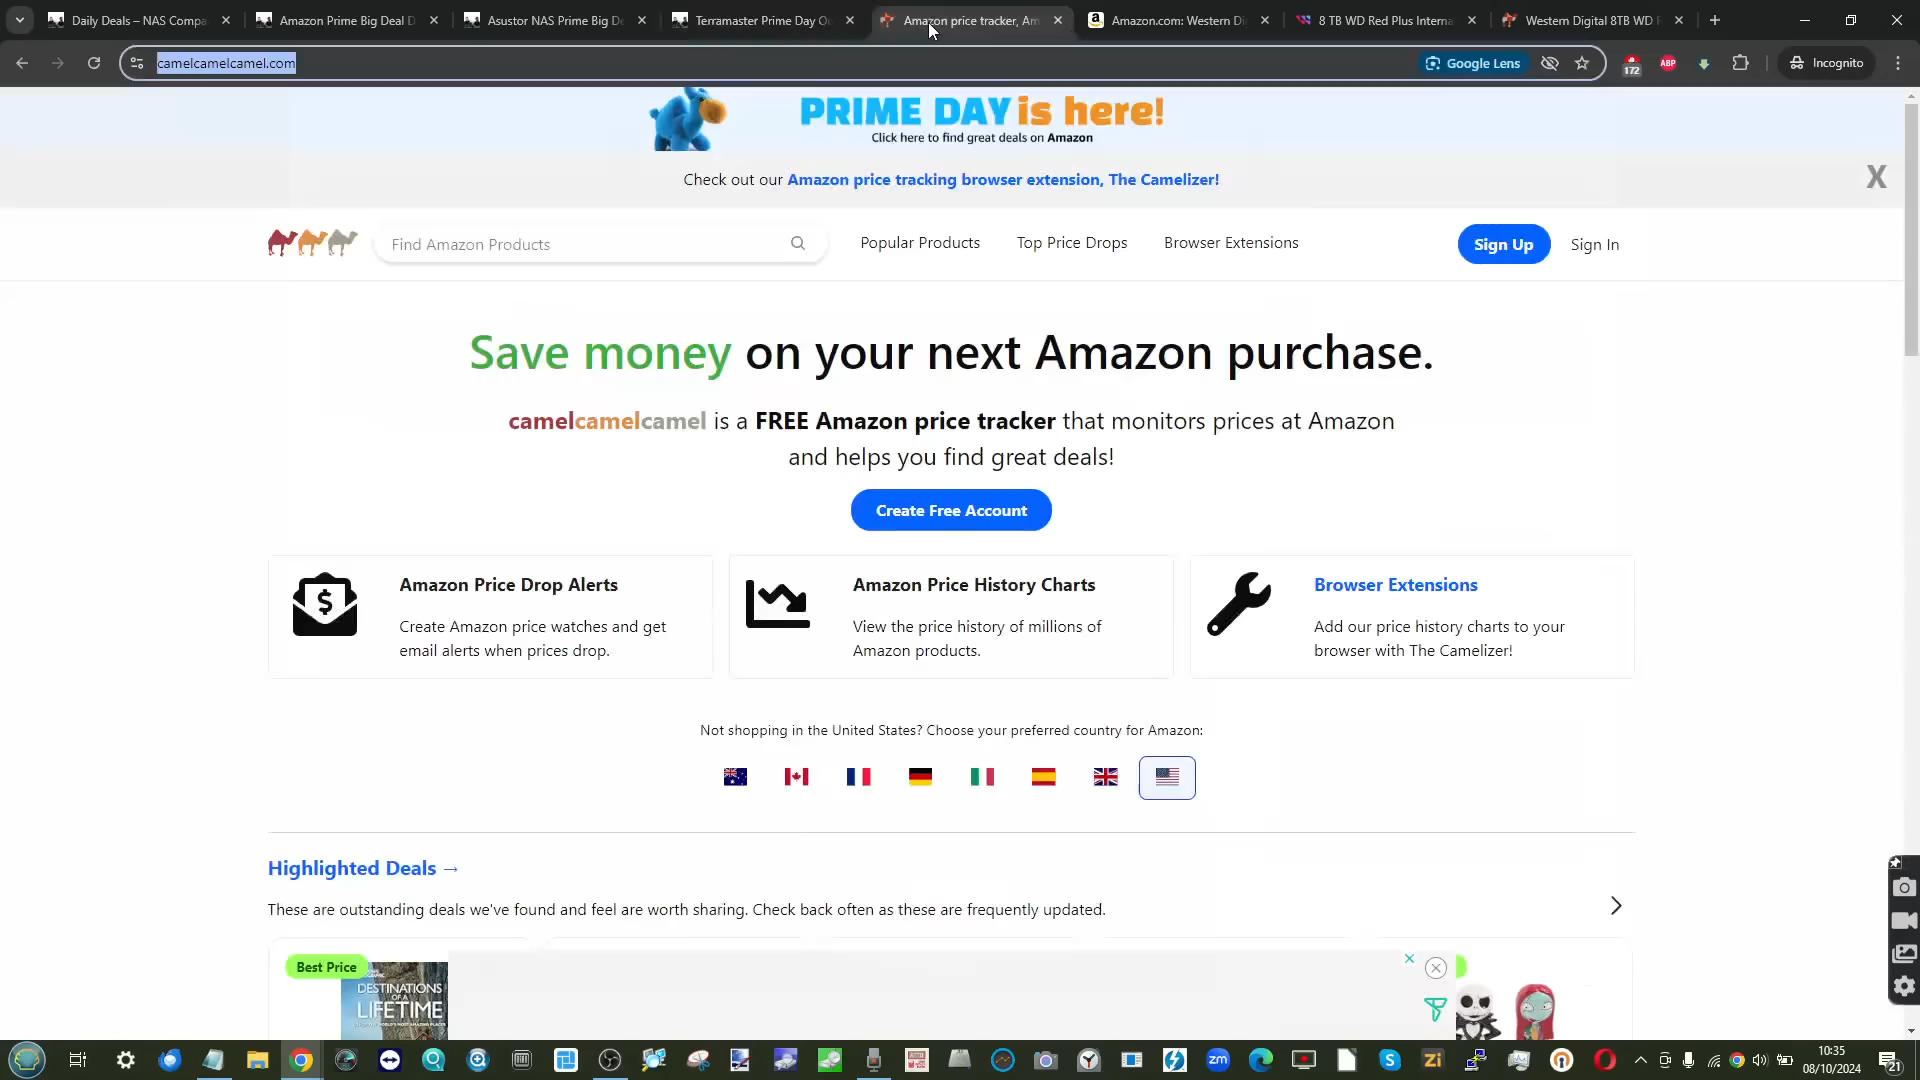 Daily Deals – NAS Compa
Amazon Prime Big Deal D
Asustor NAS Prime Big De
Terramaster Prime Day O
Amazon price tracker, Am
Amazon.com: Western Di
8 TB WD Red Plus Interna
Western Digital 8TB WD
camelcamelcamel.com
Google Lens
172
ABP
Incognito
PRIME DAY is here!
Click here to find great deals on Amazon
Check out our Amazon price tracking browser extension, The Camelizer!
X
Find Amazon Products
Popular Products
Top Price Drops
Browser Extensions
Sign Up
Sign In
Save money on your next Amazon purchase.
camelcamelcamel is a FREE Amazon price tracker that monitors prices at Amazon
and helps you find great deals!
Create Free Account
Amazon Price Drop Alerts
Create Amazon price watches and get
email alerts when prices drop.
Amazon Price History Charts
View the price history of millions of
Amazon products.
Browser Extensions
Add our price history charts to your
browser with The Camelizer!
Not shopping in the United States? Choose your preferred country for Amazon:
Highlighted Deals →
These are outstanding deals we've found and feel are worth sharing. Check back often as these are frequently updated.
Best Price
DESTINATIONS
OF A
LIFETIME
zm
Zi
10:35
08/10/2024
21